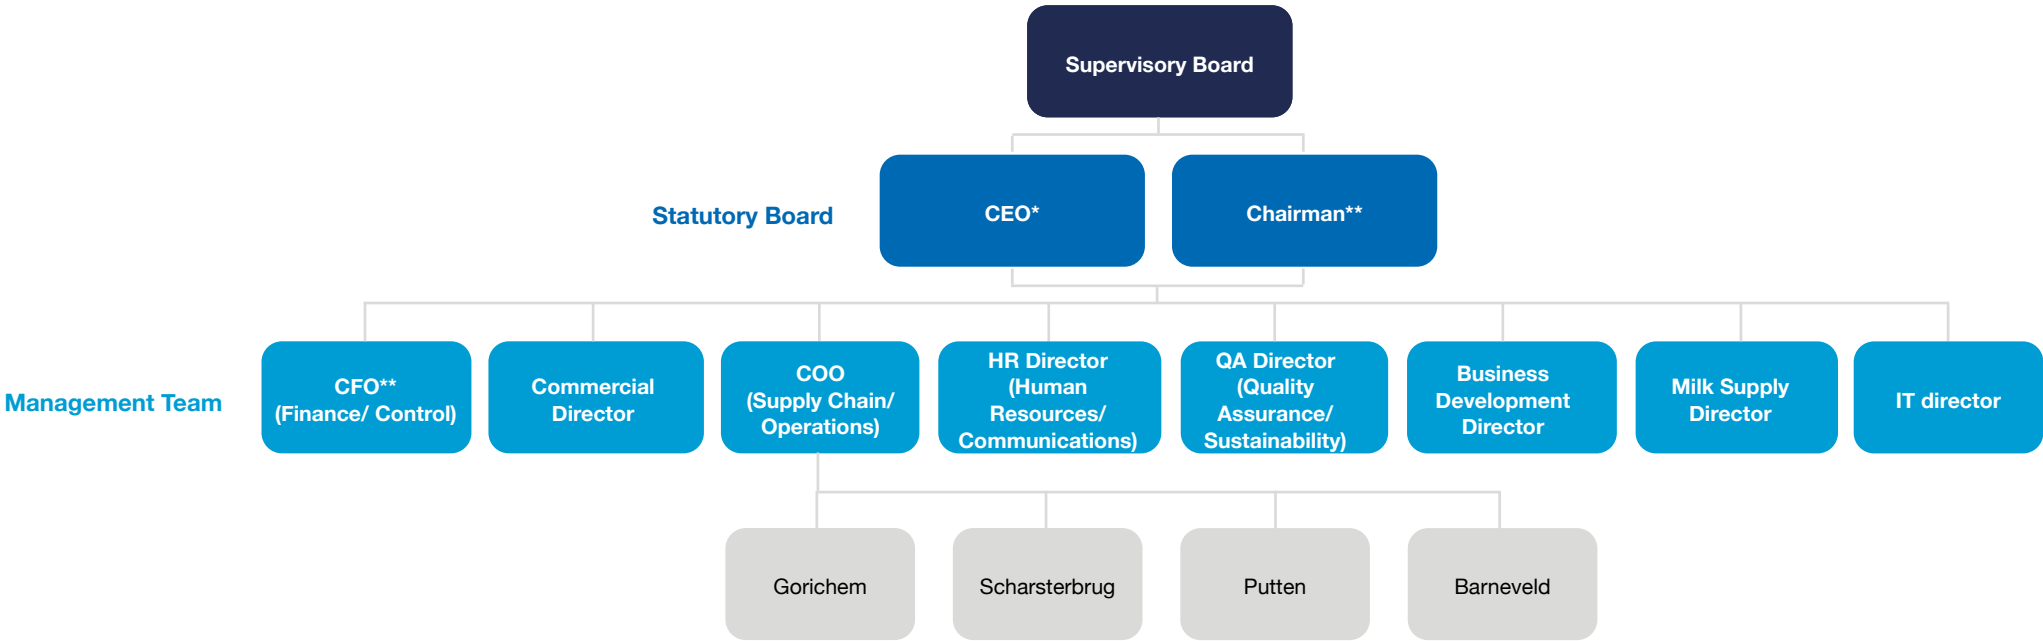 Supervisory Board
Statutory Board
CEO*
Chairman**
Management Team
CFO**
(Finance/ Control)
Commercial
Director
COO
(Supply Chain/
Operations)
HR Director
(Human
Resources/
Communications)
QA Director
(Quality
Assurance/
Sustainability)
Business
Development
Director
Milk Supply
Director
IT director
Gorichem
Scharsterbrug
Putten
Barneveld